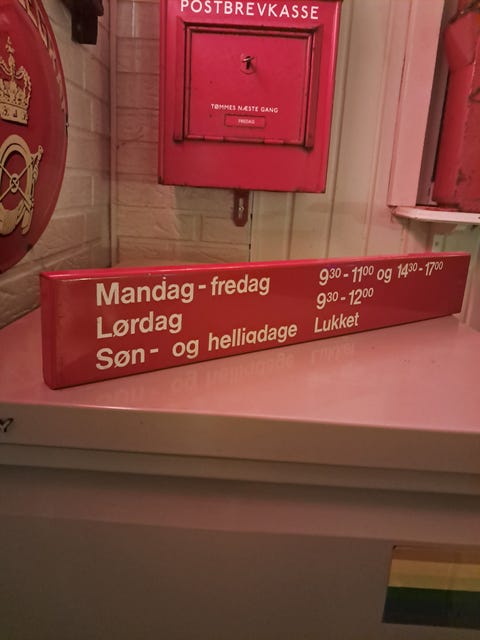 POSTBREVKASSE
TØMMES NÆSTE GANG
FREDAG
Mandag - fredag 9³⁰ - 11⁰⁰ og 14³⁰ - 17⁰⁰
Lørdag 9³⁰ - 12⁰⁰
Søn - og helligdage Lukket